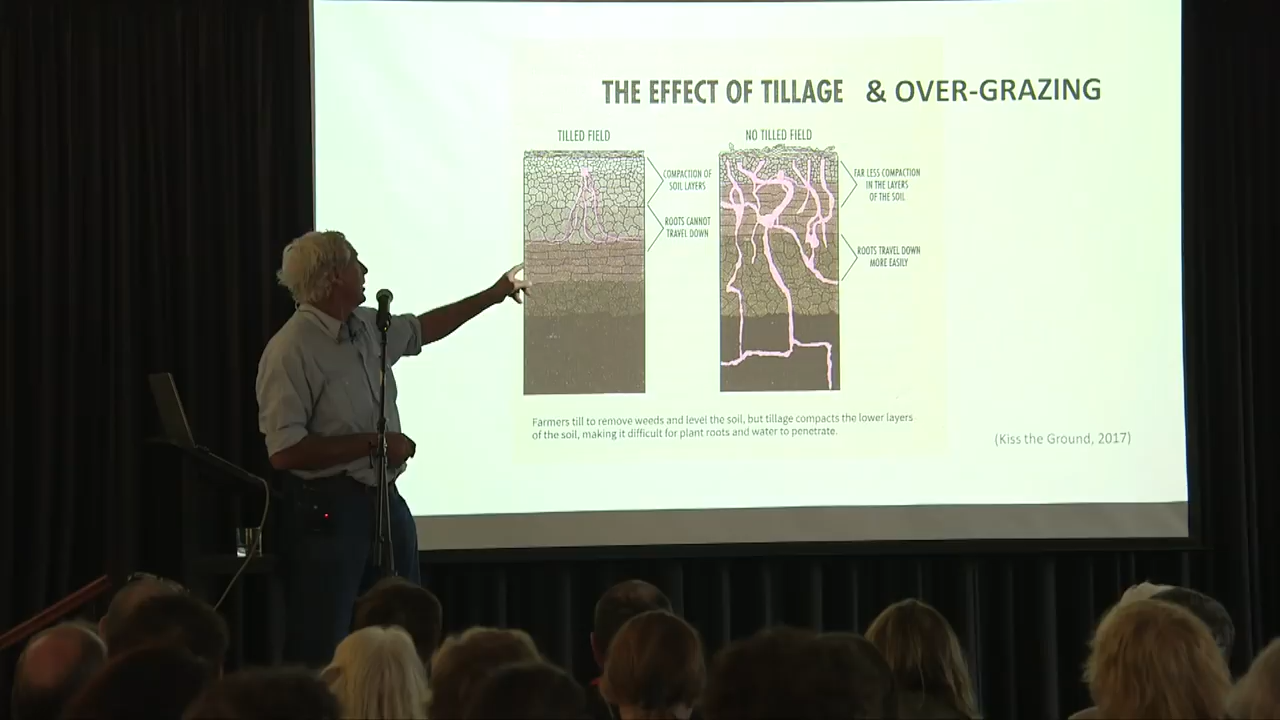 THE EFFECT OF TILLAGE & OVER-GRAZING
TILLED FIELD
COMPACTION OF
SOIL LAYERS
ROOTS CANNOT
TRAVEL DOWN
NO TILLED FIELD
FAR LESS COMPACTION
IN THE LAYERS
OF THE SOIL
ROOTS TRAVEL DOWN
MORE EASILY
Farmers till to remove weeds and level the soil, but tillage compacts the lower layers
of the soil, making it difficult for plant roots and water to penetrate.
(Kiss the Ground, 2017)